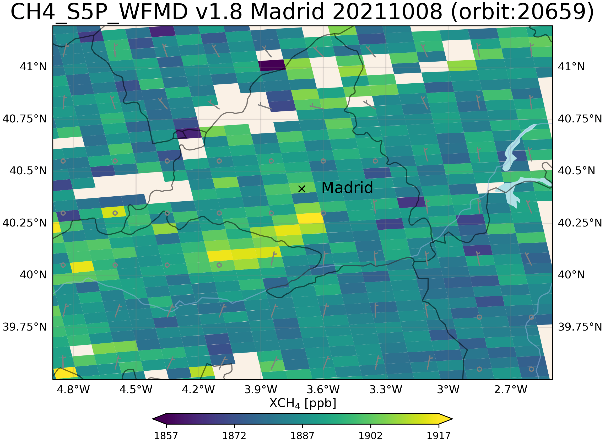 CH4_S5P_WFMD v1.8 Madrid 20211008 (orbit:20659)
41°N 41°N
40.75°N 40.75°N
40.5°N 40.5°N
Madrid
40.25°N 40.25°N
40°N 40°N
39.75°N 39.75°N
4.8°W 4.5°W 4.2°W 3.9°W 3.6°W 3.3°W 3°W 2.7°W
XCH₄ [ppb]
1857 1872 1887 1902 1917